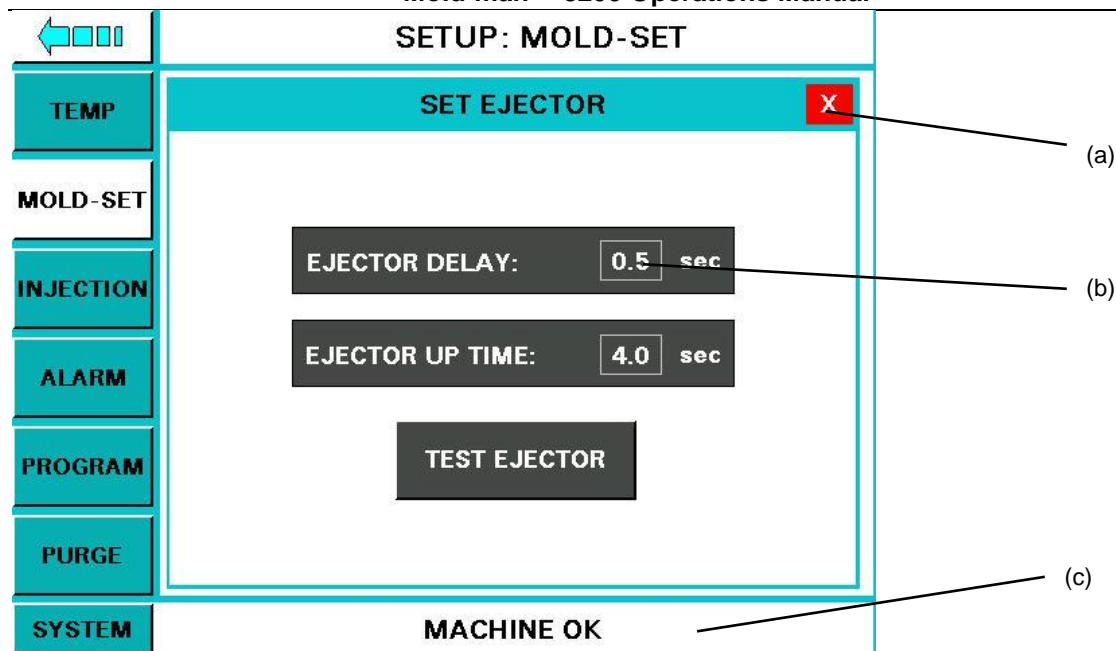 SETUP: MOLD-SET
TEMP
SET EJECTOR
X
(a)
MOLD-SET
EJECTOR DELAY: 0.5 sec
(b)
INJECTION
EJECTOR UP TIME: 4.0 sec
ALARM
TEST EJECTOR
PROGRAM
PURGE
(c)
SYSTEM
MACHINE OK